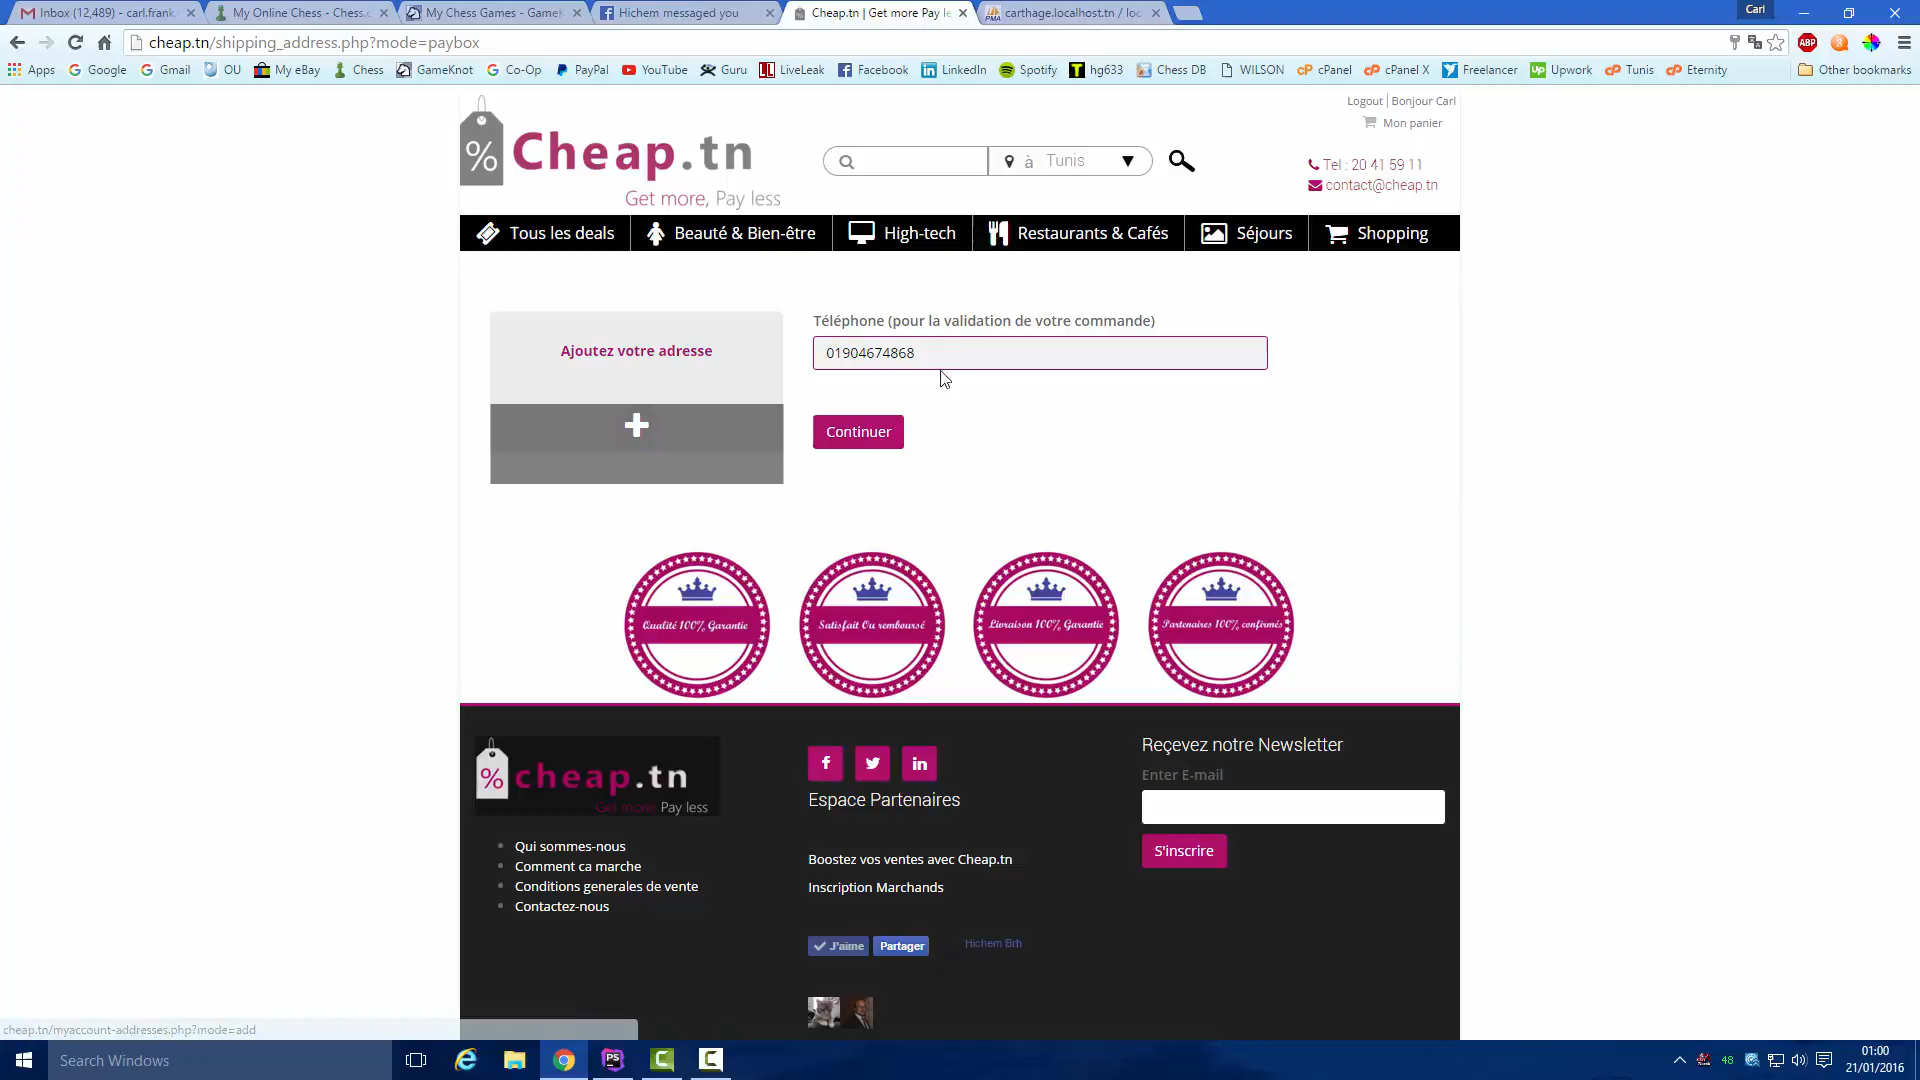 Inbox (12,489) - carl.frank
My Online Chess - Chess.c
My Chess Games - GameK
Hichem messaged you
Cheap.tn | Get more Pay le
carthage.localhost.tn / loc
Carl
cheap.tn/shipping_address.php?mode=paybox
ABP
Apps
Google
Gmail
OU
My eBay
Chess
GameKnot
Co-Op
PayPal
YouTube
Guru
LiveLeak
Facebook
LinkedIn
Spotify
hg633
Chess DB
WILSON
cPanel
cPanel X
Freelancer
Upwork
Tunis
Eternity
Other bookmarks
Logout | Bonjour Carl
Mon panier
% Cheap.tn
Get more, Pay less
à Tunis
Tel : 20 41 59 11
contact@cheap.tn
Tous les deals
Beauté & Bien-être
High-tech
Restaurants & Cafés
Séjours
Shopping
Ajoutez votre adresse
Téléphone (pour la validation de votre commande)
01904674868
Continuer
Qualité 100% Garantie
Satisfait Ou remboursé
Livraison 100% Garantie
Partenaires 100% confirmés
% cheap.tn
Get more, Pay less
Qui sommes-nous
Comment ca marche
Conditions generales de vente
Contactez-nous
Espace Partenaires
Boostez vos ventes avec Cheap.tn
Inscription Marchands
J'aime
Partager
Hichem Brh
Reçevez notre Newsletter
Enter E-mail
S'inscrire
cheap.tn/myaccount-addresses.php?mode=add
Search Windows
48
01:00
21/01/2016